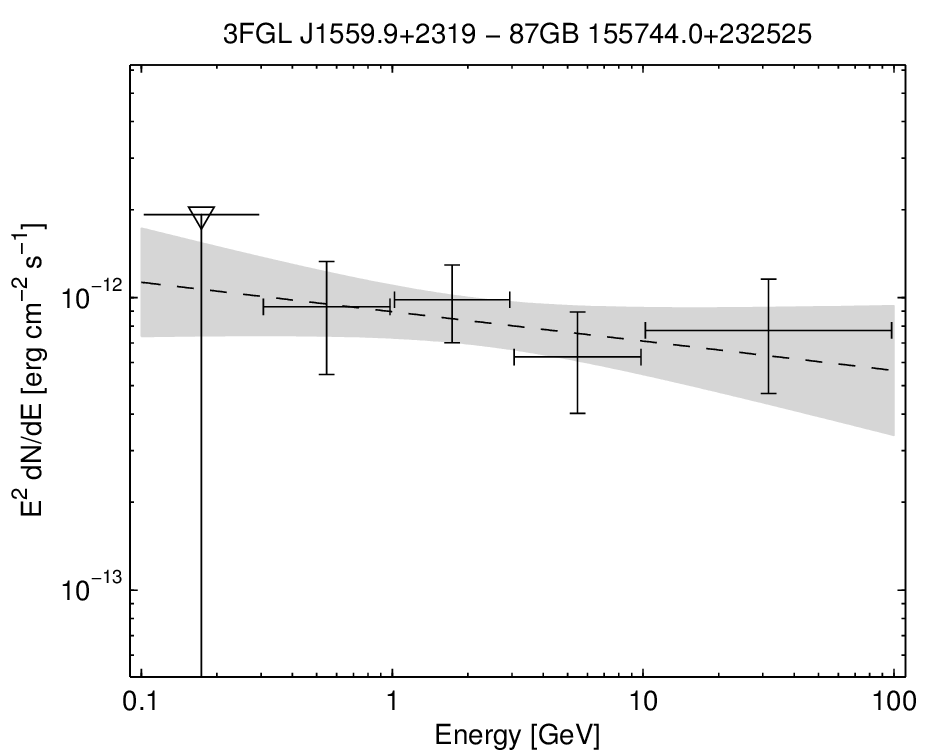 3FGL J1559.9+2319 − 87GB 155744.0+232525
E² dN/dE [erg cm⁻² s⁻¹]
10⁻¹²
10⁻¹³
0.1 1 10 100
Energy [GeV]